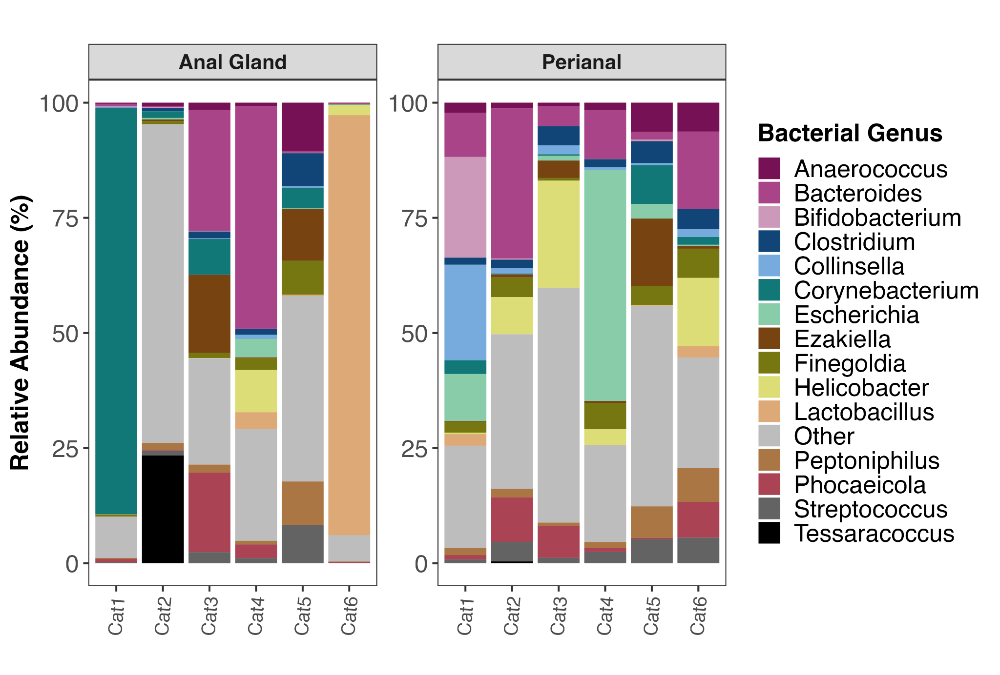 Anal Gland
Perianal
Relative Abundance (%)
100
75
50
25
0
100
75
50
25
0
Cat1
Cat2
Cat3
Cat4
Cat5
Cat6
Cat1
Cat2
Cat3
Cat4
Cat5
Cat6
Bacterial Genus
Anaerococcus
Bacteroides
Bifidobacterium
Clostridium
Collinsella
Corynebacterium
Escherichia
Ezakiella
Finegoldia
Helicobacter
Lactobacillus
Other
Peptoniphilus
Phocaeicola
Streptococcus
Tessaracoccus